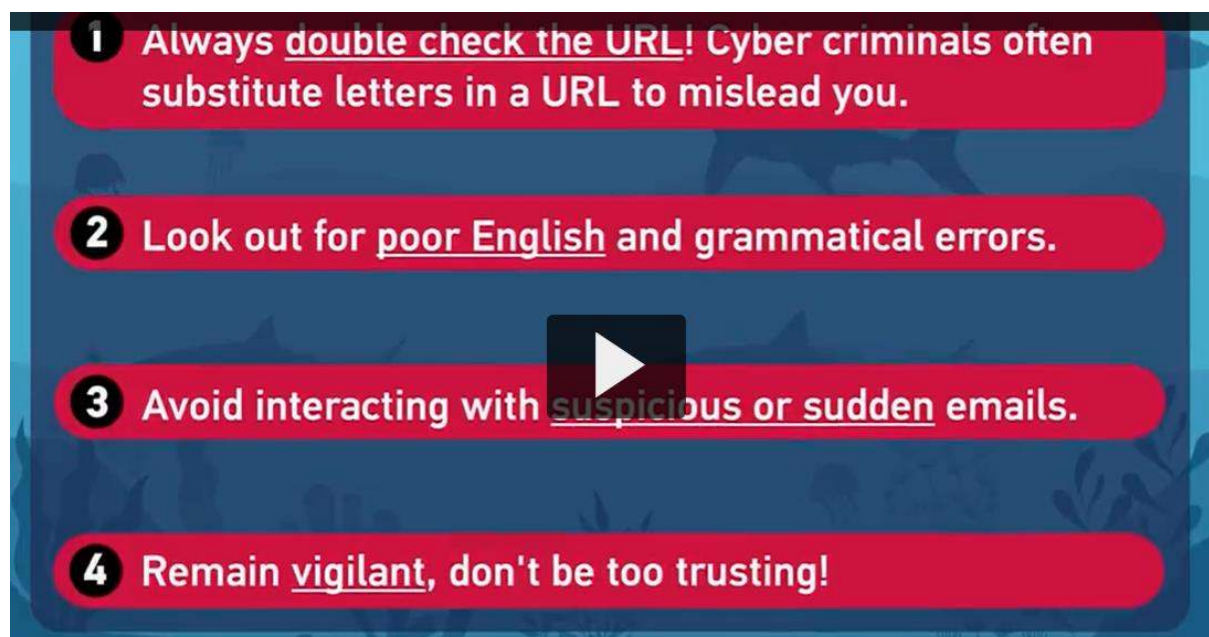 1 Always double check the URL! Cyber criminals often
substitute letters in a URL to mislead you.
2 Look out for poor English and grammatical errors.
3 Avoid interacting with suspicious or sudden emails.
4 Remain vigilant, don't be too trusting!